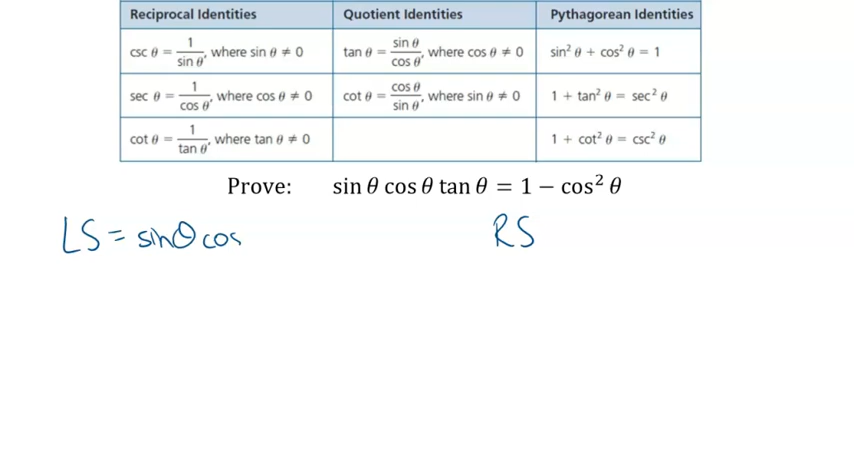 Reciprocal Identities Quotient Identities Pythagorean Identities
csc θ = 1/sin θ, where sin θ ≠ 0 tan θ = sin θ/cos θ, where cos θ ≠ 0 sin² θ + cos² θ = 1
sec θ = 1/cos θ, where cos θ ≠ 0 cot θ = cos θ/sin θ, where sin θ ≠ 0 1 + tan² θ = sec² θ
cot θ = 1/tan θ, where tan θ ≠ 0 1 + cot² θ = csc² θ
Prove: sin θ cos θ tan θ = 1 − cos² θ
LS = sinθ cos RS